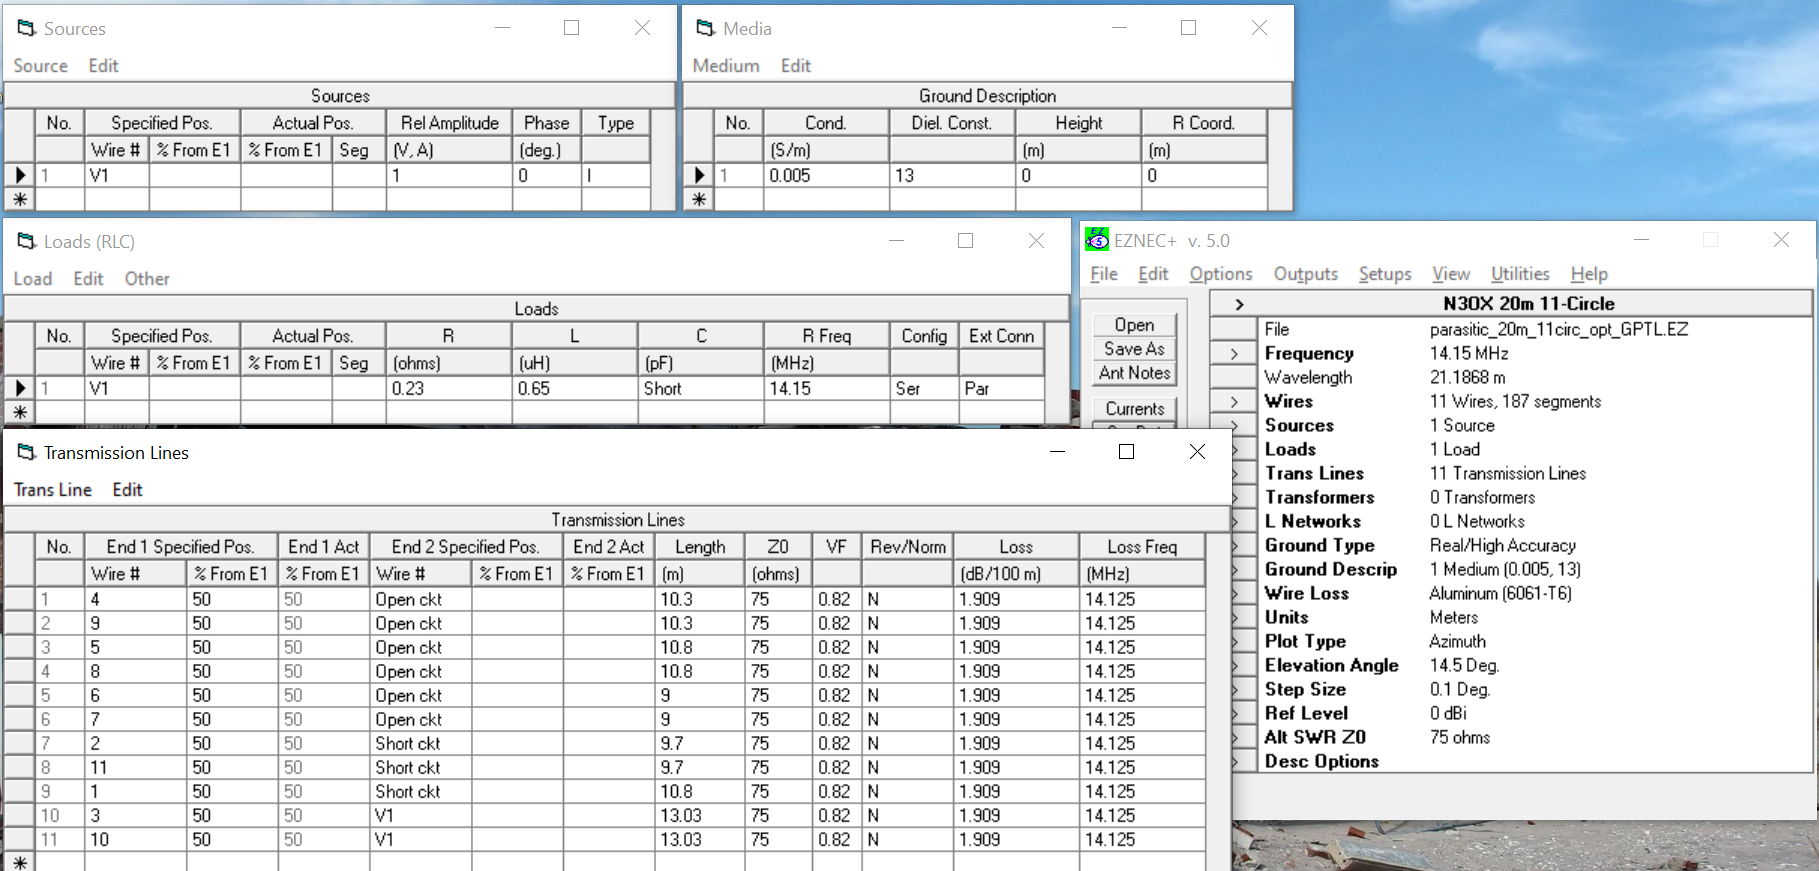 Sources
Source Edit
Sources
No. Specified Pos. Actual Pos. Rel Amplitude Phase Type
Wire # % From E1 % From E1 Seg (V, A) (deg.)
1 V1 1 0 I
Media
Medium Edit
Ground Description
No. Cond. Diel. Const. Height R Coord.
(S/m) (m) (m)
1 0.005 13 0 0
Loads (RLC)
Load Edit Other
Loads
No. Specified Pos. Actual Pos. R L C R Freq Config Ext Conn
Wire # % From E1 % From E1 Seg (ohms) (uH) (pF) (MHz)
1 V1 0.23 0.65 Short 14.15 Ser Par
EZNEC+ v. 5.0
File Edit Options Outputs Setups View Utilities Help
Open
Save As
Ant Notes
Currents
> N3OX 20m 11-Circle
File parasitic_20m_11circ_opt_GPTL.EZ
> Frequency 14.15 MHz
Wavelength 21.1868 m
> Wires 11 Wires, 187 segments
> Sources 1 Source
> Loads 1 Load
> Trans Lines 11 Transmission Lines
> Transformers 0 Transformers
> L Networks 0 L Networks
> Ground Type Real/High Accuracy
> Ground Descrip 1 Medium (0.005, 13)
> Wire Loss Aluminum (6061-T6)
> Units Meters
> Plot Type Azimuth
> Elevation Angle 14.5 Deg.
> Step Size 0.1 Deg.
> Ref Level 0 dBi
> Alt SWR Z0 75 ohms
> Desc Options
Transmission Lines
Trans Line Edit
Transmission Lines
No. End 1 Specified Pos. End 1 Act End 2 Specified Pos. End 2 Act Length Z0 VF Rev/Norm Loss Loss Freq
Wire # % From E1 % From E1 Wire # % From E1 % From E1 (m) (ohms) (dB/100 m) (MHz)
1 4 50 50 Open ckt 10.3 75 0.82 N 1.909 14.125
2 9 50 50 Open ckt 10.3 75 0.82 N 1.909 14.125
3 5 50 50 Open ckt 10.8 75 0.82 N 1.909 14.125
4 8 50 50 Open ckt 10.8 75 0.82 N 1.909 14.125
5 6 50 50 Open ckt 9 75 0.82 N 1.909 14.125
6 7 50 50 Open ckt 9 75 0.82 N 1.909 14.125
7 2 50 50 Short ckt 9.7 75 0.82 N 1.909 14.125
8 11 50 50 Short ckt 9.7 75 0.82 N 1.909 14.125
9 1 50 50 Short ckt 10.8 75 0.82 N 1.909 14.125
10 3 50 50 V1 13.03 75 0.82 N 1.909 14.125
11 10 50 50 V1 13.03 75 0.82 N 1.909 14.125